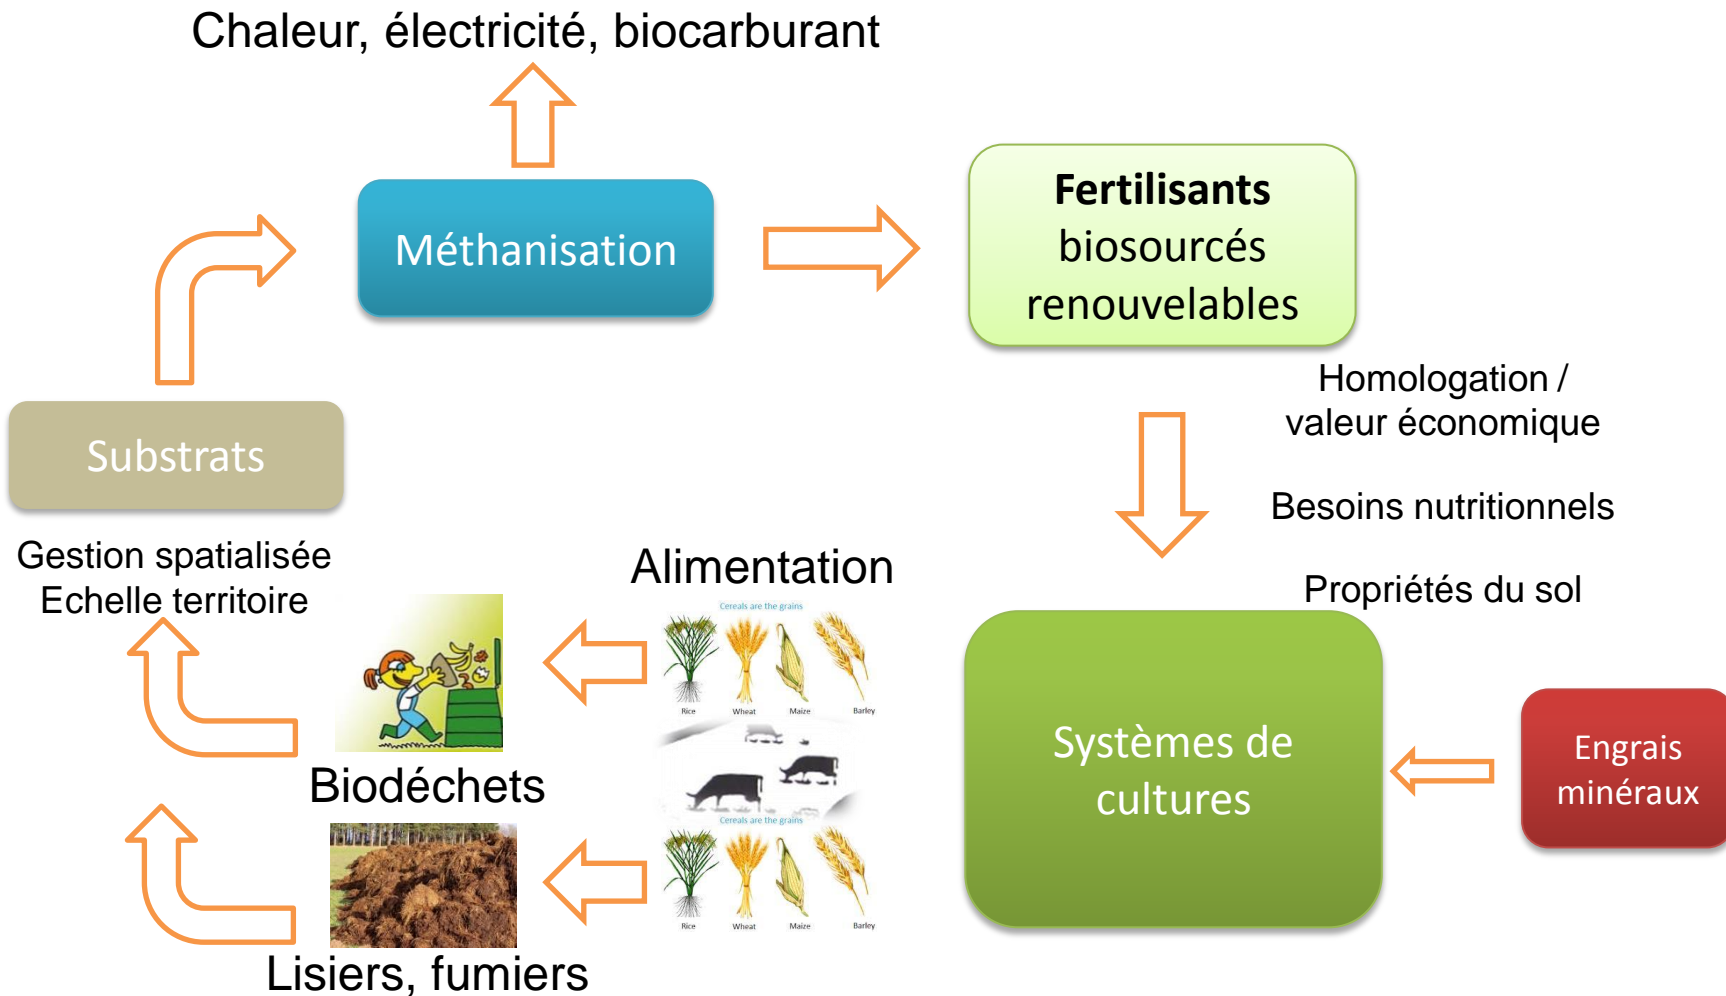 Chaleur, électricité, biocarburant
Méthanisation
Fertilisants
biosourcés
renouvelables
Homologation /
valeur économique
Besoins nutritionnels
Propriétés du sol
Substrats
Gestion spatialisée
Echelle territoire
Alimentation
Cereals are the grains
Rice Wheat Maize Barley
Biodéchets
Cereals are the grains
Rice Wheat Maize Barley
Lisiers, fumiers
Systèmes de
cultures
Engrais
minéraux